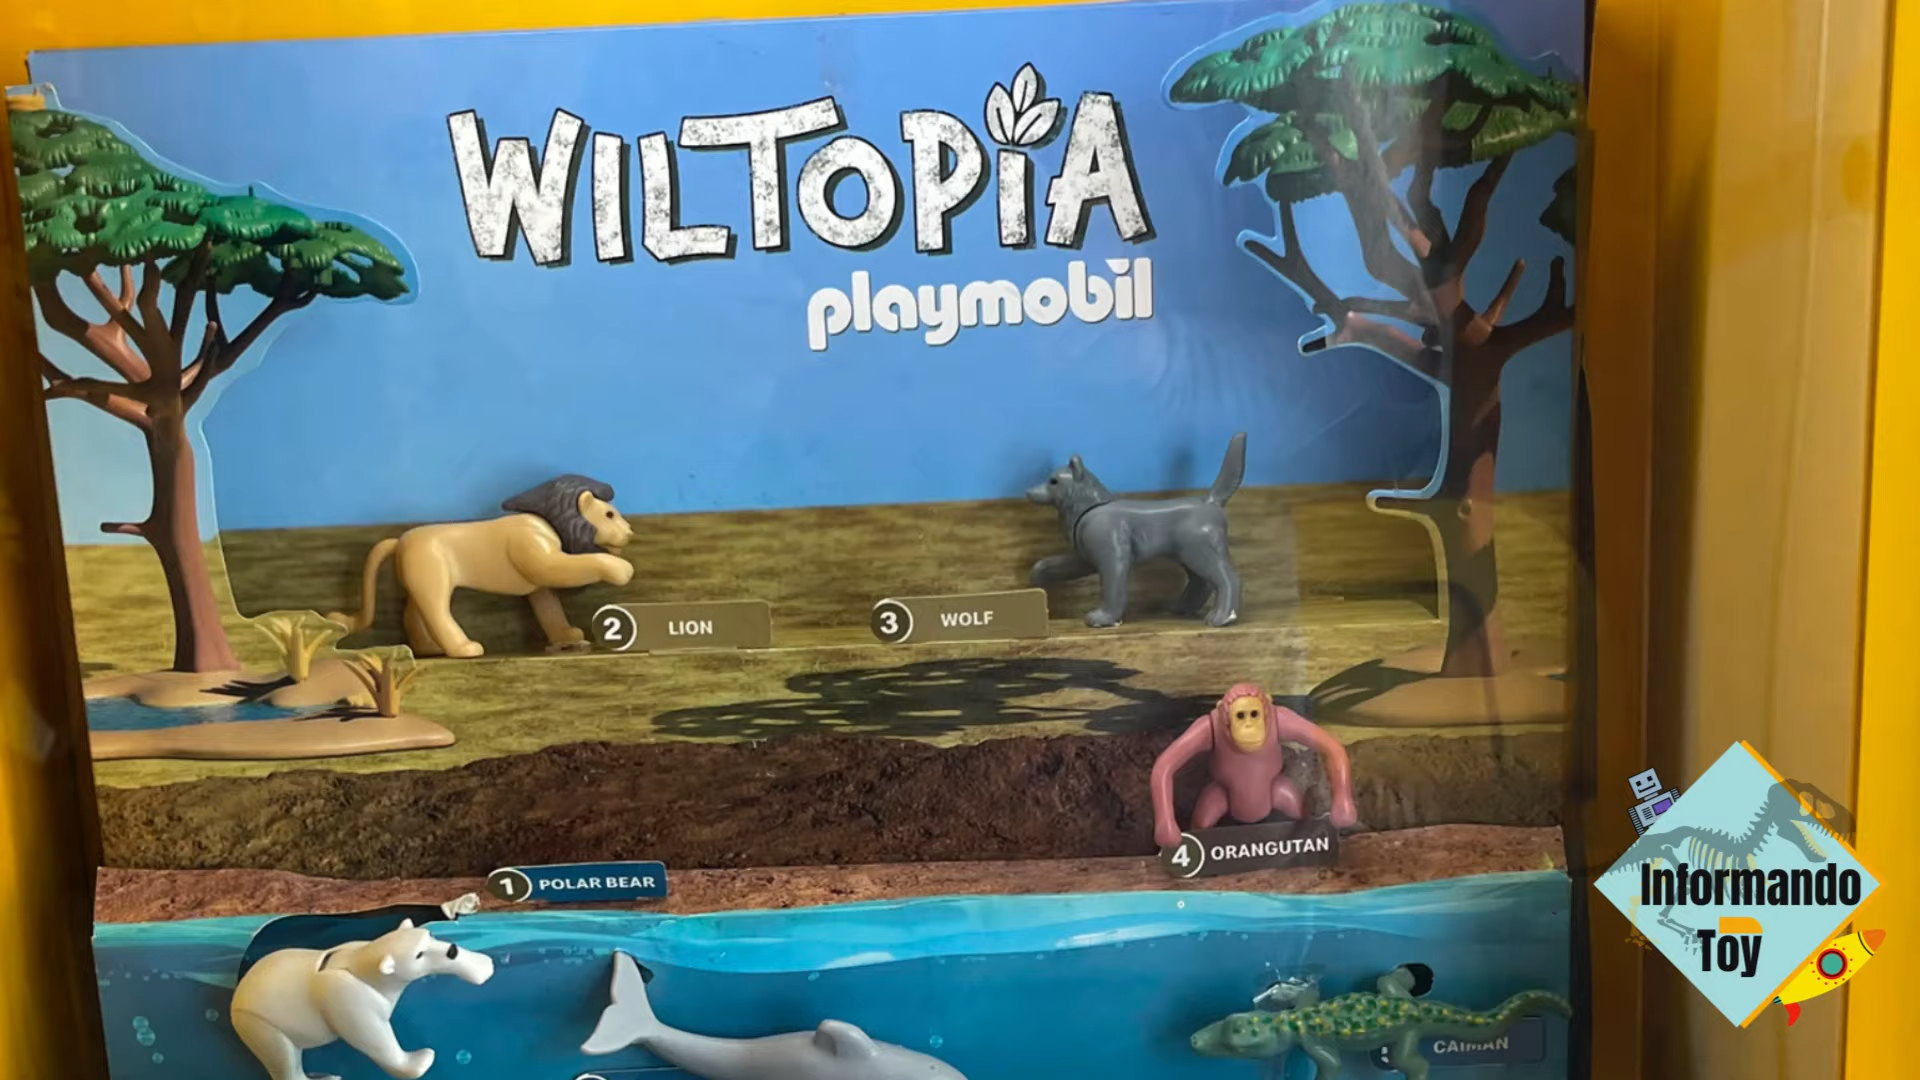 WILTOPIA
playmobil
2 LION
3 WOLF
4 ORANGUTAN
1 POLAR BEAR
CAIMAN
Informando
Toy